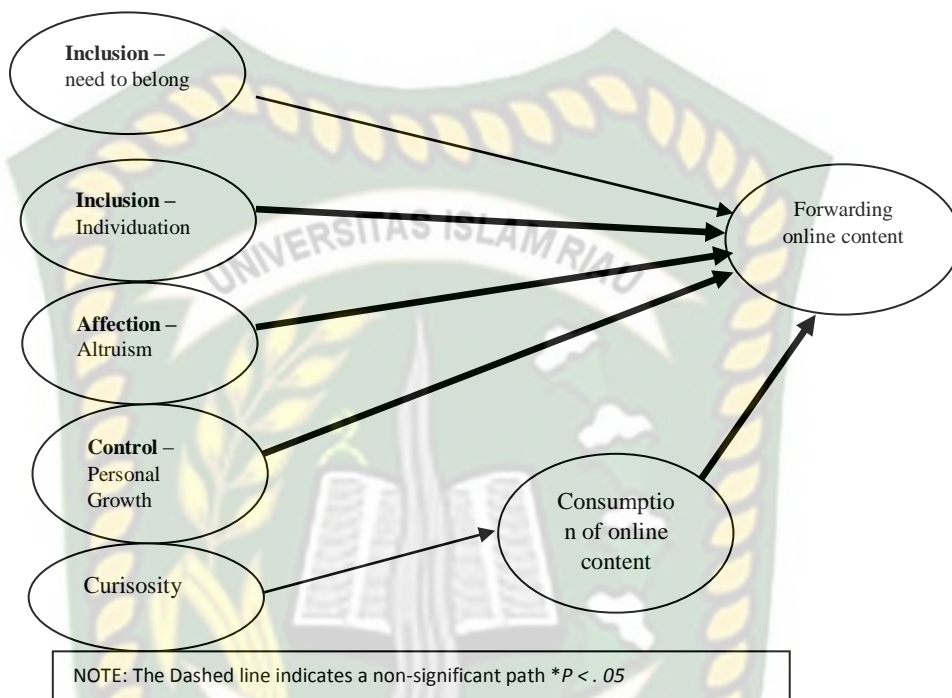 Inclusion –
need to belong
Inclusion –
Individuation
Affection –
Altruism
Control –
Personal
Growth
Curisosity
Consumptio
n of online
content
Forwarding
online content
UNIVERSITAS ISLAM RIAU
NOTE: The Dashed line indicates a non-significant path *P < . 05